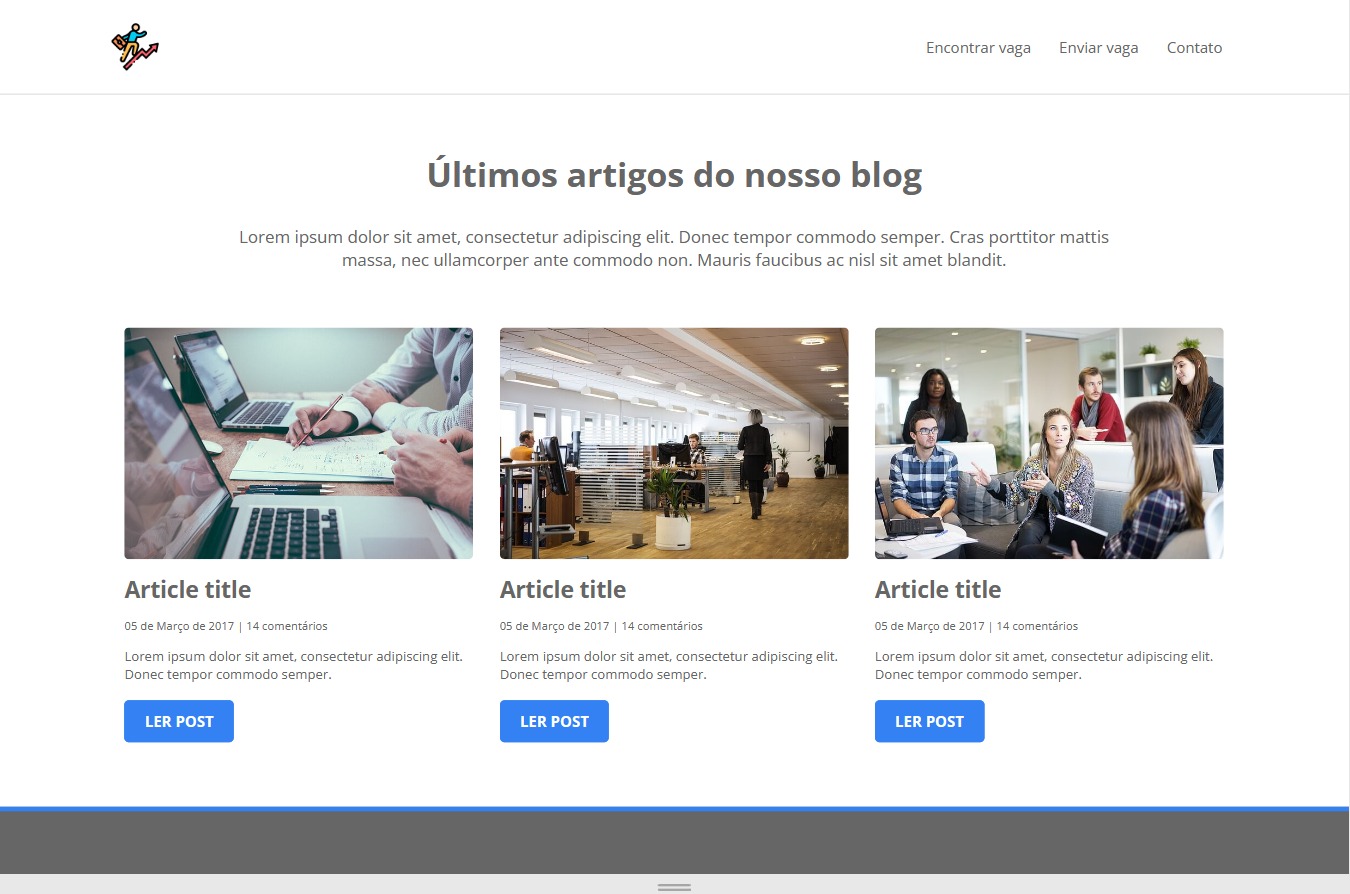 Encontrar vaga Enviar vaga Contato
Últimos artigos do nosso blog
Lorem ipsum dolor sit amet, consectetur adipiscing elit. Donec tempor commodo semper. Cras porttitor mattis
massa, nec ullamcorper ante commodo non. Mauris faucibus ac nisl sit amet blandit.
Article title
05 de Março de 2017 | 14 comentários
Lorem ipsum dolor sit amet, consectetur adipiscing elit.
Donec tempor commodo semper.
LER POST
Article title
05 de Março de 2017 | 14 comentários
Lorem ipsum dolor sit amet, consectetur adipiscing elit.
Donec tempor commodo semper.
LER POST
Article title
05 de Março de 2017 | 14 comentários
Lorem ipsum dolor sit amet, consectetur adipiscing elit.
Donec tempor commodo semper.
LER POST